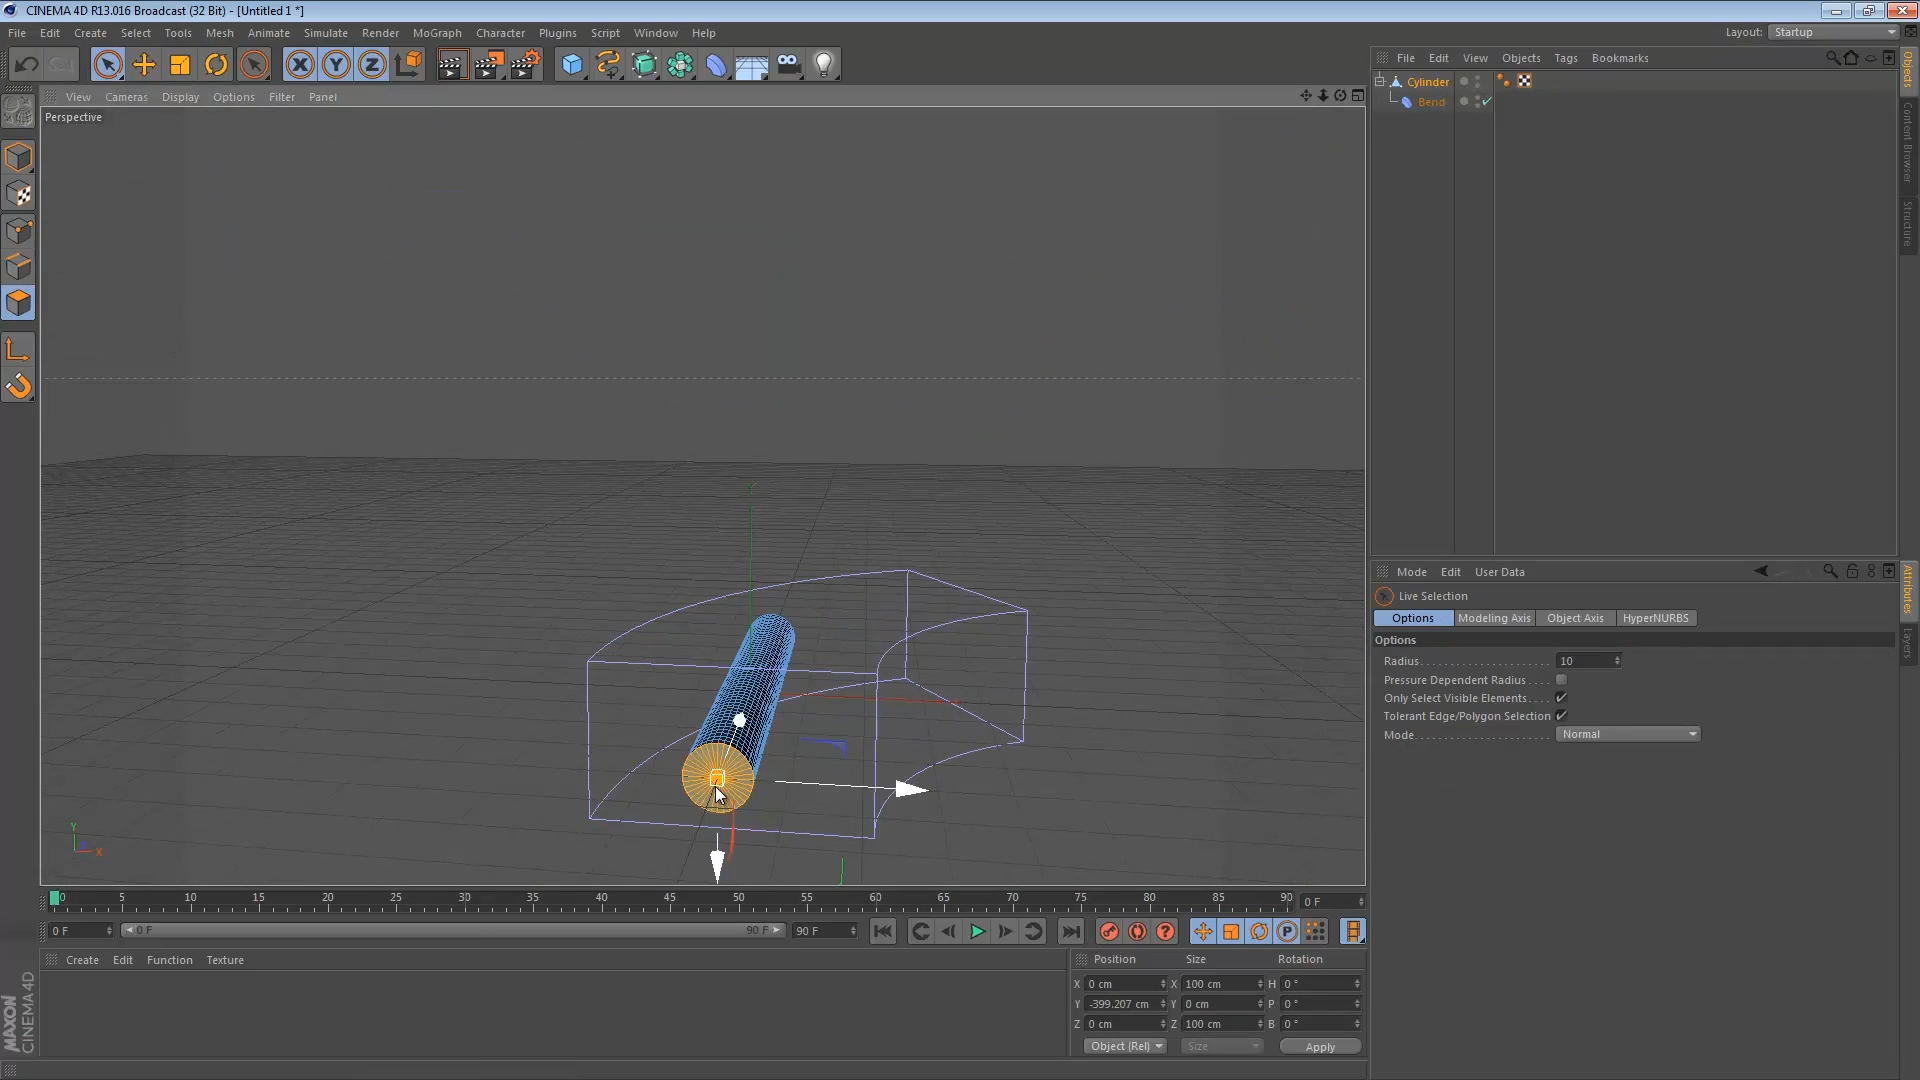 CINEMA 4D R13.016 Broadcast (32 Bit) - [Untitled 1 *]
File Edit Create Select Tools Mesh Animate Simulate Render MoGraph Character Plugins Script Window Help
Layout: Startup
View Cameras Display Options Filter Panel
Perspective
File Edit View Objects Tags Bookmarks
Cylinder
Bend
Objects
Content Browser
Structure
Mode Edit User Data
Live Selection
Options Modeling Axis Object Axis HyperNURBS
Options
Radius 10
Pressure Dependent Radius
Only Select Visible Elements
Tolerant Edge/Polygon Selection
Mode Normal
Attributes
Layers
Y
X
0 5 10 15 20 25 30 35 40 45 50 55 60 65 70 75 80 85 90 0 F
0 F 0 F 90 F 90 F
P
Create Edit Function Texture
Position Size Rotation
X 0 cm X 100 cm H 0 °
Y -399.207 cm Y 0 cm P 0 °
Z 0 cm Z 100 cm B 0 °
Object (Rel) Size Apply
MAXON
CINEMA 4D